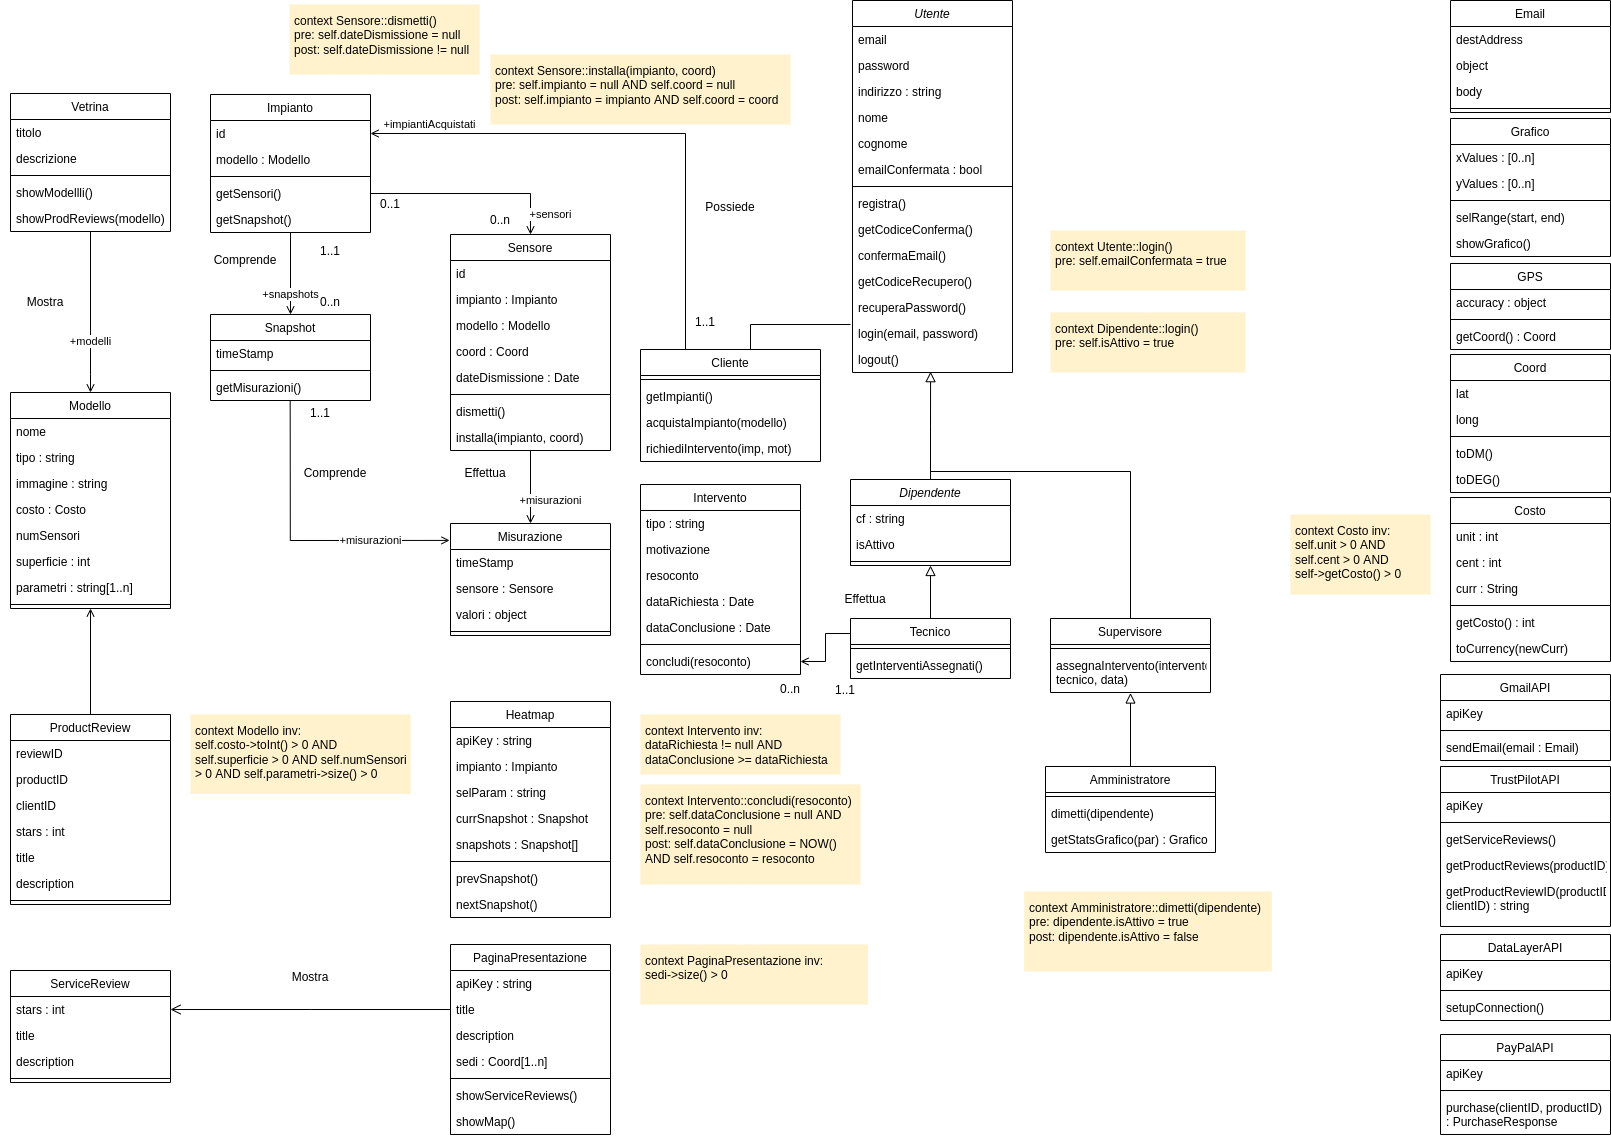 context Sensore::dismetti()
pre: self.dateDismissione = null
post: self.dateDismissione != null
context Sensore::installa(impianto, coord)
pre: self.impianto = null AND self.coord = null
post: self.impianto = impianto AND self.coord = coord
Vetrina
titolo
descrizione
showModellli()
showProdReviews(modello)
Mostra
+modelli
Impianto
id
modello : Modello
getSensori()
getSnapshot()
+impiantiAcquistati
0..1
0..n
+sensori
Possiede
1..1
Comprende
1..1
+snapshots
0..n
Snapshot
timeStamp
getMisurazioni()
1..1
Comprende
+misurazioni
Sensore
id
impianto : Impianto
modello : Modello
coord : Coord
dateDismissione : Date
dismetti()
installa(impianto, coord)
Effettua
+misurazioni
Misurazione
timeStamp
sensore : Sensore
valori : object
Modello
nome
tipo : string
immagine : string
costo : Costo
numSensori
superficie : int
parametri : string[1..n]
Cliente
getImpianti()
acquistaImpianto(modello)
richiediIntervento(imp, mot)
Utente
email
password
indirizzo : string
nome
cognome
emailConfermata : bool
registra()
getCodiceConferma()
confermaEmail()
getCodiceRecupero()
recuperaPassword()
login(email, password)
logout()
context Utente::login()
pre: self.emailConfermata = true
context Dipendente::login()
pre: self.isAttivo = true
Intervento
tipo : string
motivazione
resoconto
dataRichiesta : Date
dataConclusione : Date
concludi(resoconto)
Dipendente
cf : string
isAttivo
Effettua
Tecnico
getInterventiAssegnati()
0..n
1..1
Supervisore
assegnaIntervento(intervento
tecnico, data)
Amministratore
dimetti(dipendente)
getStatsGrafico(par) : Grafico
context Costo inv:
self.unit > 0 AND
self.cent > 0 AND
self->getCosto() > 0
ProductReview
reviewID
productID
clientID
stars : int
title
description
context Modello inv:
self.costo->toInt() > 0 AND
self.superficie > 0 AND self.numSensori
> 0 AND self.parametri->size() > 0
Heatmap
apiKey : string
impianto : Impianto
selParam : string
currSnapshot : Snapshot
snapshots : Snapshot[]
prevSnapshot()
nextSnapshot()
context Intervento inv:
dataRichiesta != null AND
dataConclusione >= dataRichiesta
context Intervento::concludi(resoconto)
pre: self.dataConclusione = null AND
self.resoconto = null
post: self.dataConclusione = NOW()
AND self.resoconto = resoconto
context Amministratore::dimetti(dipendente)
pre: dipendente.isAttivo = true
post: dipendente.isAttivo = false
ServiceReview
stars : int
title
description
Mostra
PaginaPresentazione
apiKey : string
title
description
sedi : Coord[1..n]
showServiceReviews()
showMap()
context PaginaPresentazione inv:
sedi->size() > 0
Email
destAddress
object
body
Grafico
xValues : [0..n]
yValues : [0..n]
selRange(start, end)
showGrafico()
GPS
accuracy : object
getCoord() : Coord
Coord
lat
long
toDM()
toDEG()
Costo
unit : int
cent : int
curr : String
getCosto() : int
toCurrency(newCurr)
GmailAPI
apiKey
sendEmail(email : Email)
TrustPilotAPI
apiKey
getServiceReviews()
getProductReviews(productID)
getProductReviewID(productID
clientID) : string
DataLayerAPI
apiKey
setupConnection()
PayPalAPI
apiKey
purchase(clientID, productID)
: PurchaseResponse